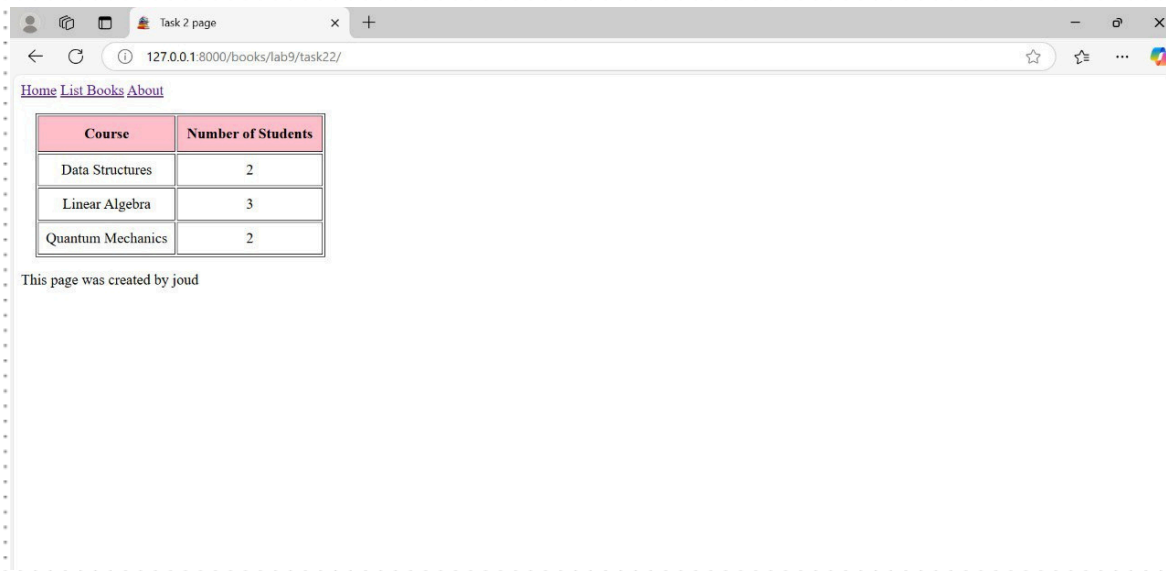 Task 2 page
127.0.0.1:8000/books/lab9/task22/
Home List Books About
Course Number of Students
Data Structures 2
Linear Algebra 3
Quantum Mechanics 2
This page was created by joud